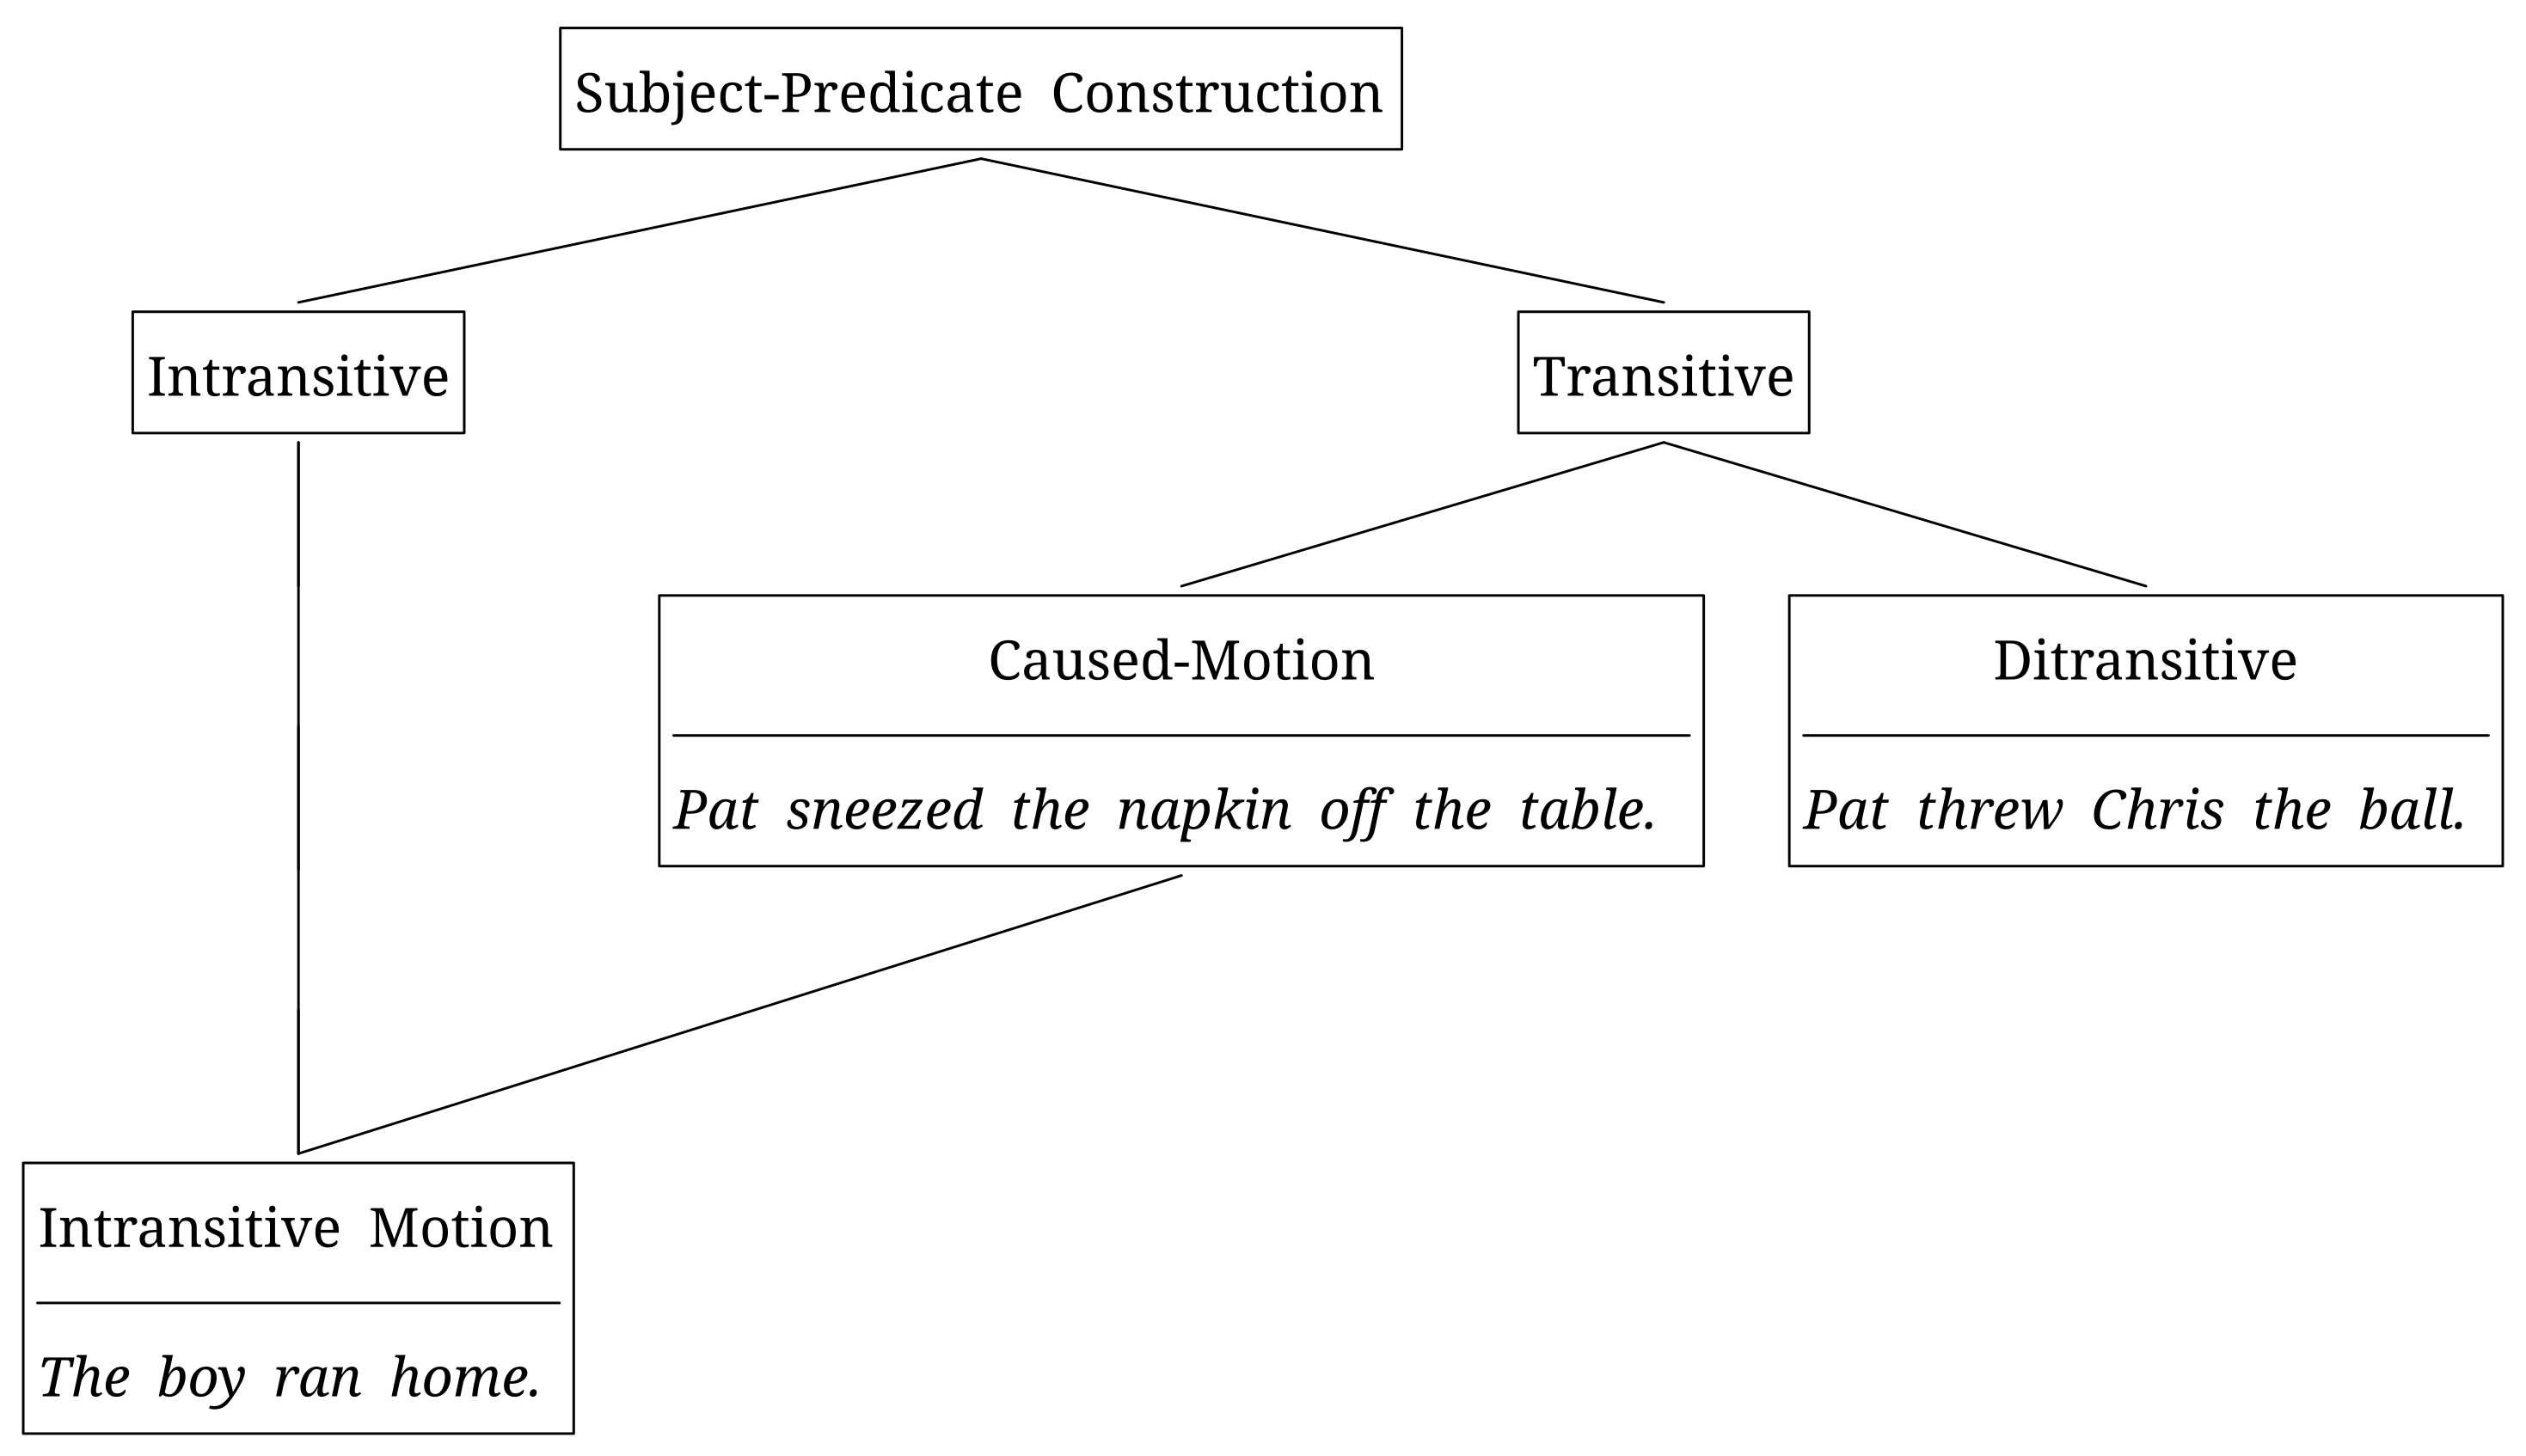 Subject-Predicate Construction
Intransitive
Transitive
Caused-Motion
Pat sneezed the napkin off the table.
Ditransitive
Pat threw Chris the ball.
Intransitive Motion
The boy ran home.